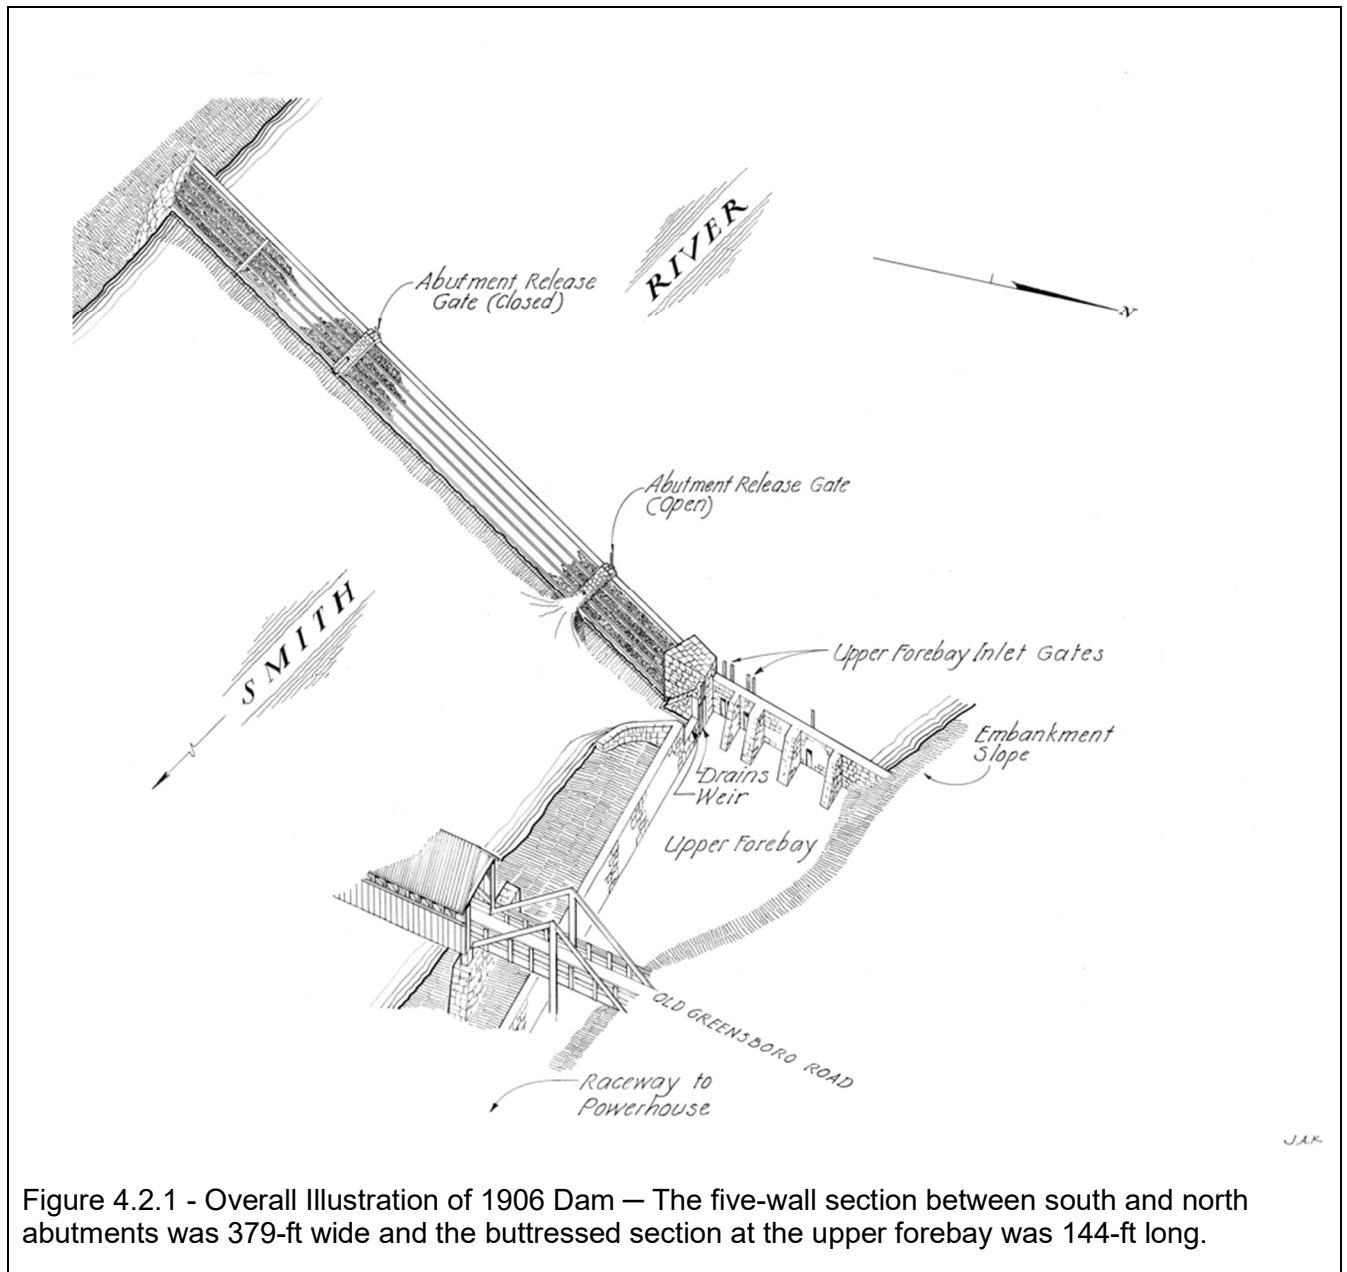 RIVER
Abutment Release
Gate (Closed)
N
Abutment Release Gate
(Open)
SMITH
Upper Forebay Inlet Gates
Embankment
Slope
Drains
Weir
Upper Forebay
OLD GREENSBORO ROAD
Raceway to
Powerhouse
J.A.K.
Figure 4.2.1 - Overall Illustration of 1906 Dam — The five-wall section between south and north
abutments was 379-ft wide and the buttressed section at the upper forebay was 144-ft long.